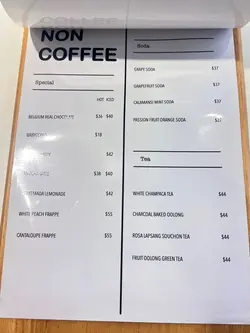 COFFEE
NON
COFFEE
Special
HOT ICED
BELGIUM REAL CHOCOLATE $36 $40
$18
$42
$38 $40
LEMONADE $42
WHITE PEACH FRAPPE $55
CANTALOUPE FRAPPE $55
Soda
GRAPE SODA $37
GRAPEFRUIT SODA $37
CALAMANSI MINT SODA $37
PASSION FRUIT ORANGE SODA $37
Tea
WHITE CHAMPACA TEA $44
CHARCOAL BAKED OOLONG $44
ROSA LAPSANG SOUCHON TEA $44
FRUIT OOLONG GREEN TEA $44